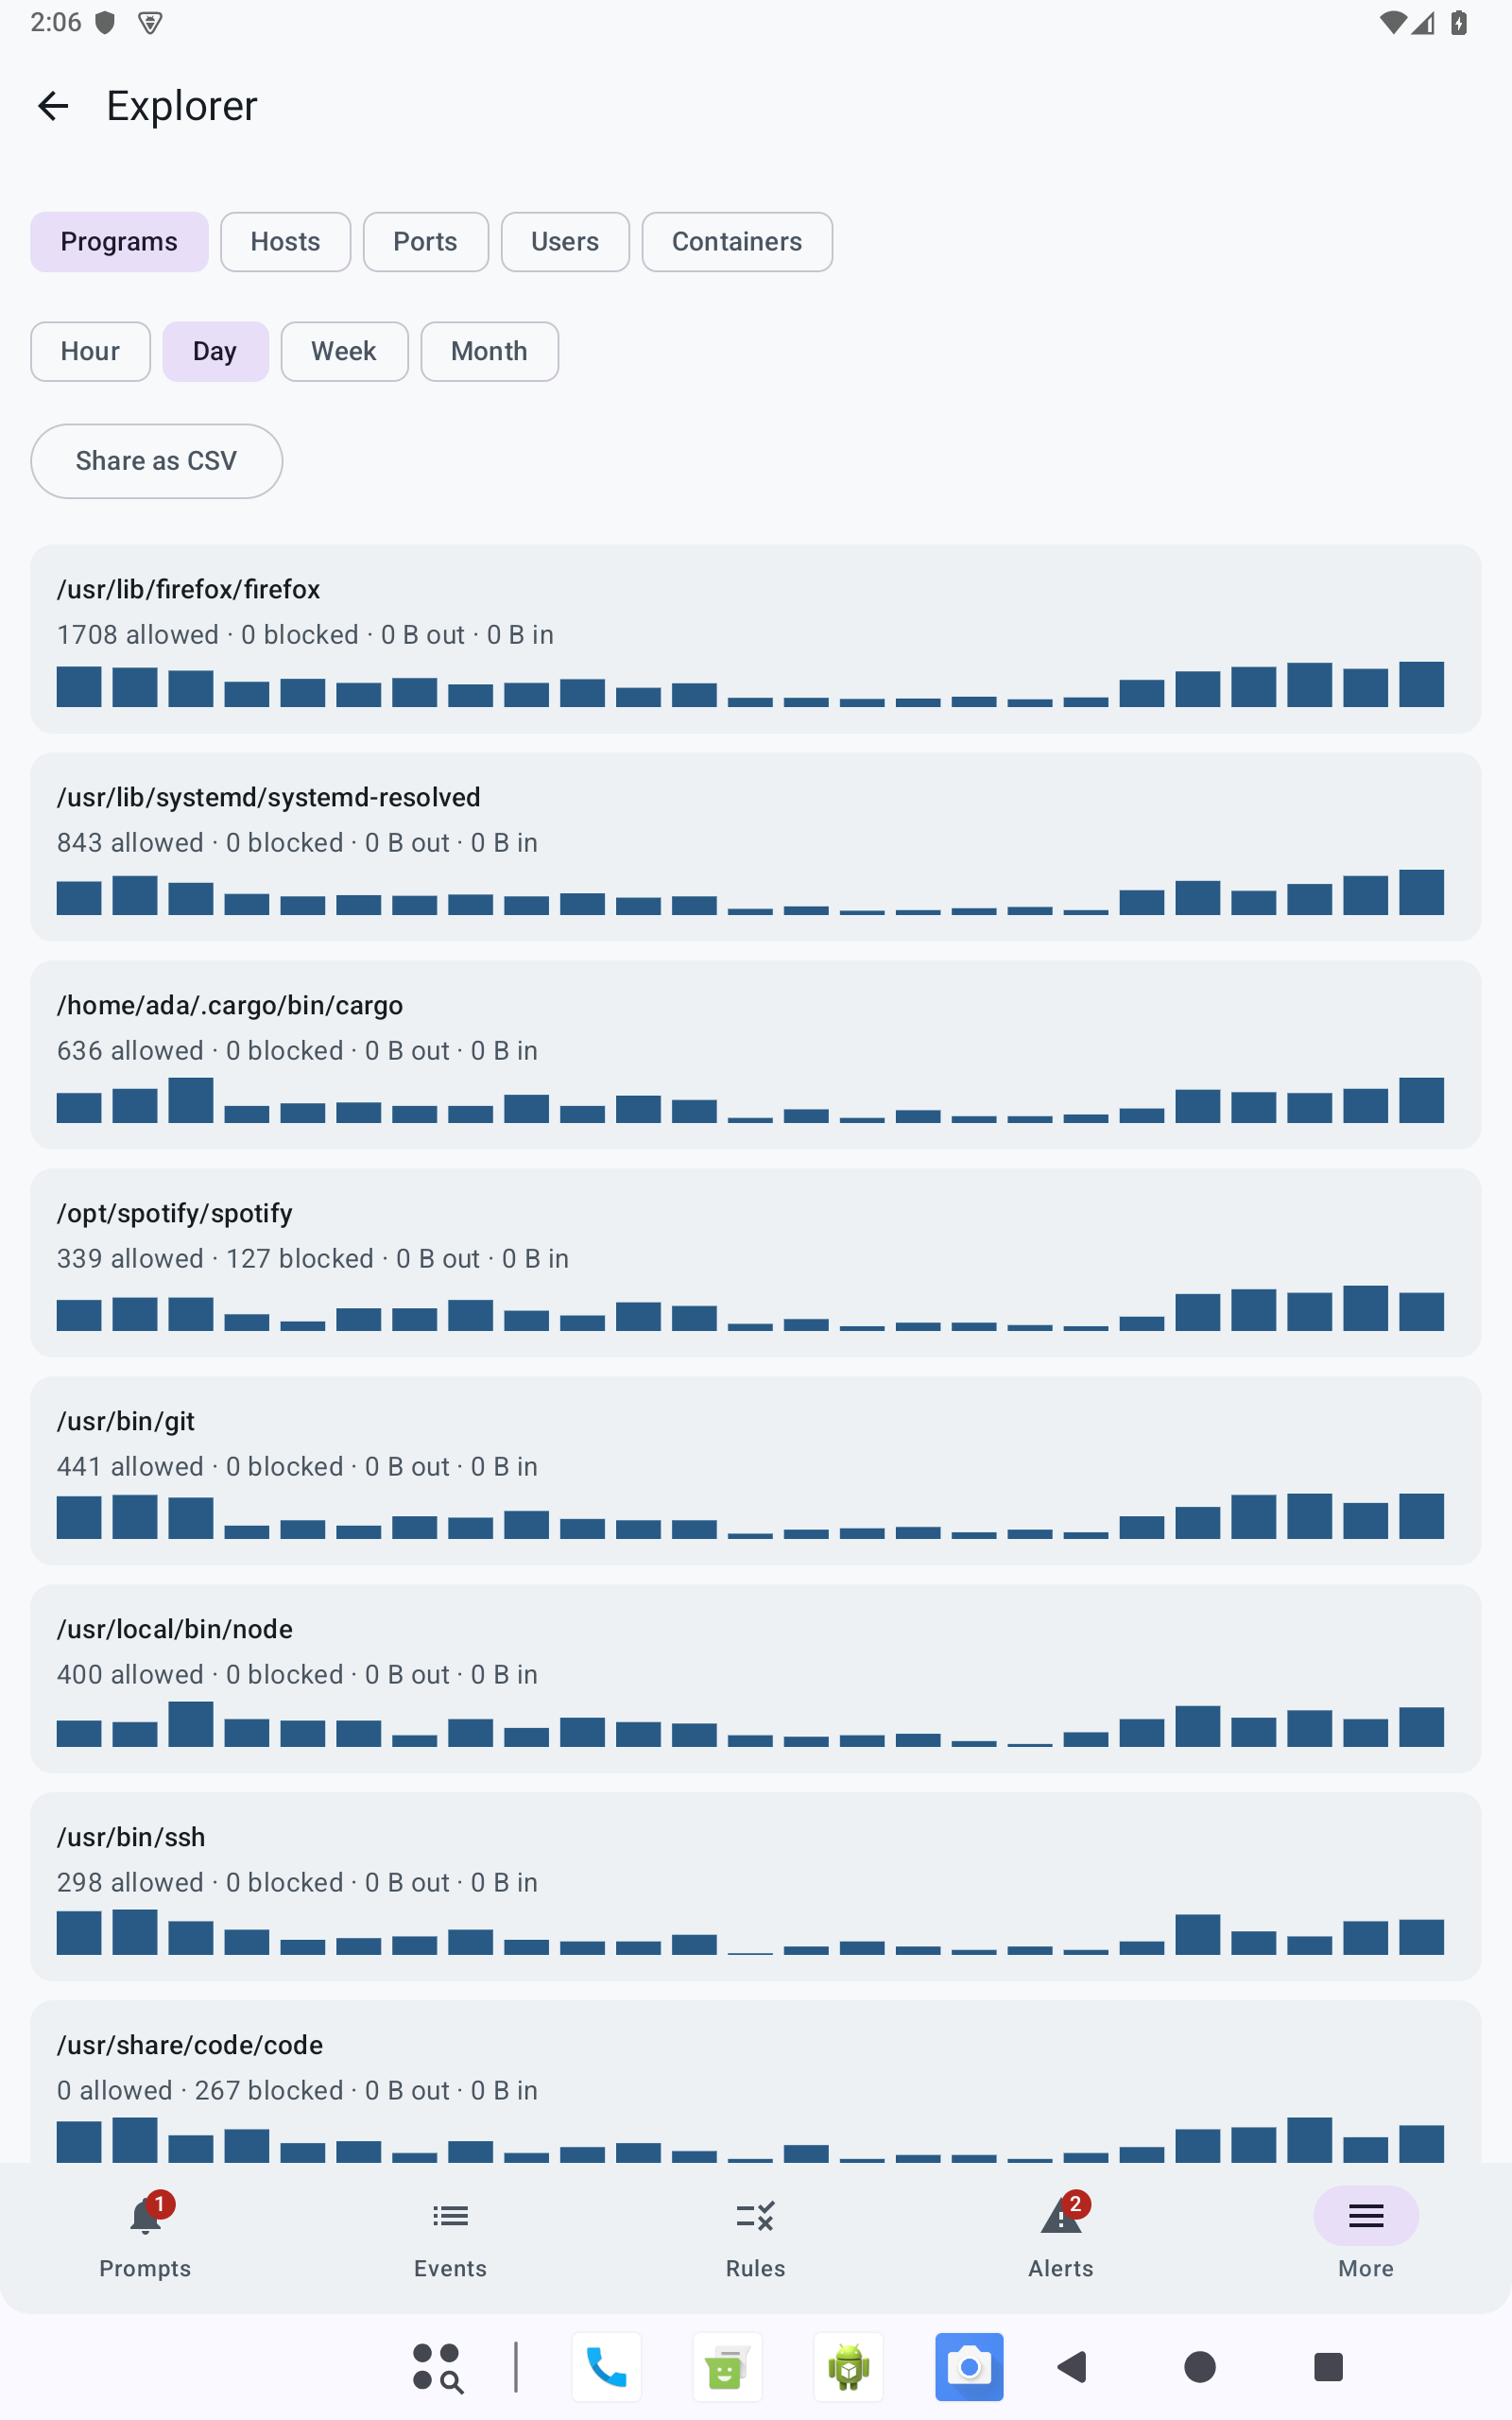 2:06
Explorer
Programs Hosts Ports Users Containers
Hour Day Week Month
Share as CSV
/usr/lib/firefox/firefox
1708 allowed · 0 blocked · 0 B out · 0 B in
/usr/lib/systemd/systemd-resolved
843 allowed · 0 blocked · 0 B out · 0 B in
/home/ada/.cargo/bin/cargo
636 allowed · 0 blocked · 0 B out · 0 B in
/opt/spotify/spotify
339 allowed · 127 blocked · 0 B out · 0 B in
/usr/bin/git
441 allowed · 0 blocked · 0 B out · 0 B in
/usr/local/bin/node
400 allowed · 0 blocked · 0 B out · 0 B in
/usr/bin/ssh
298 allowed · 0 blocked · 0 B out · 0 B in
/usr/share/code/code
0 allowed · 267 blocked · 0 B out · 0 B in
1 2
Prompts Events Rules Alerts More